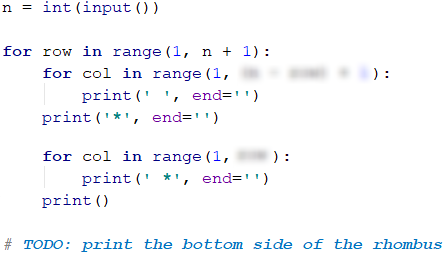 n = int(input())
for row in range(1, n + 1):
for col in range(1, ):
print(' ', end='')
print('*', end='')
for col in range(1, ):
print(' *', end='')
print()
# TODO: print the bottom side of the rhombus